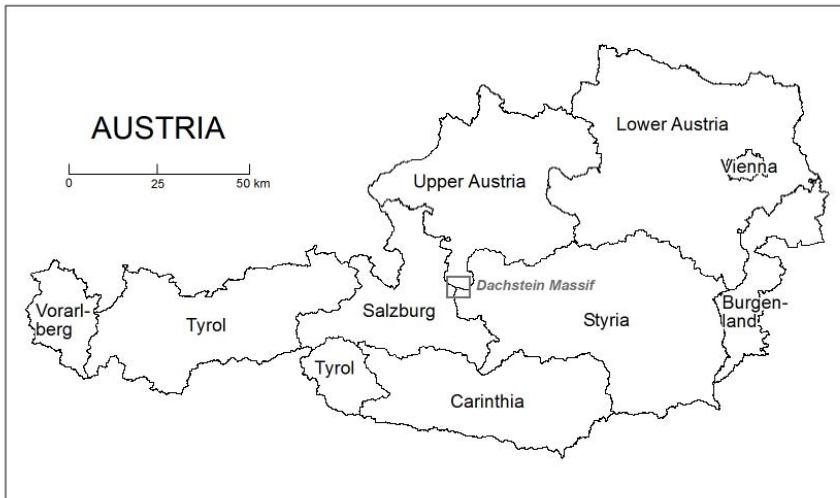 AUSTRIA
0 25 50 km
Lower Austria
Vienna
Upper Austria
Dachstein Massif
Vorarl-
berg
Tyrol
Salzburg
Styria
Burgen-
land
Tyrol
Carinthia